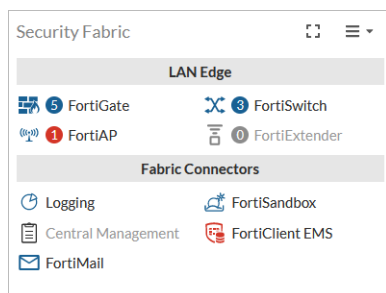 Security Fabric
LAN Edge
5 FortiGate
3 FortiSwitch
1 FortiAP
0 FortiExtender
Fabric Connectors
Logging
FortiSandbox
Central Management
FortiClient EMS
FortiMail